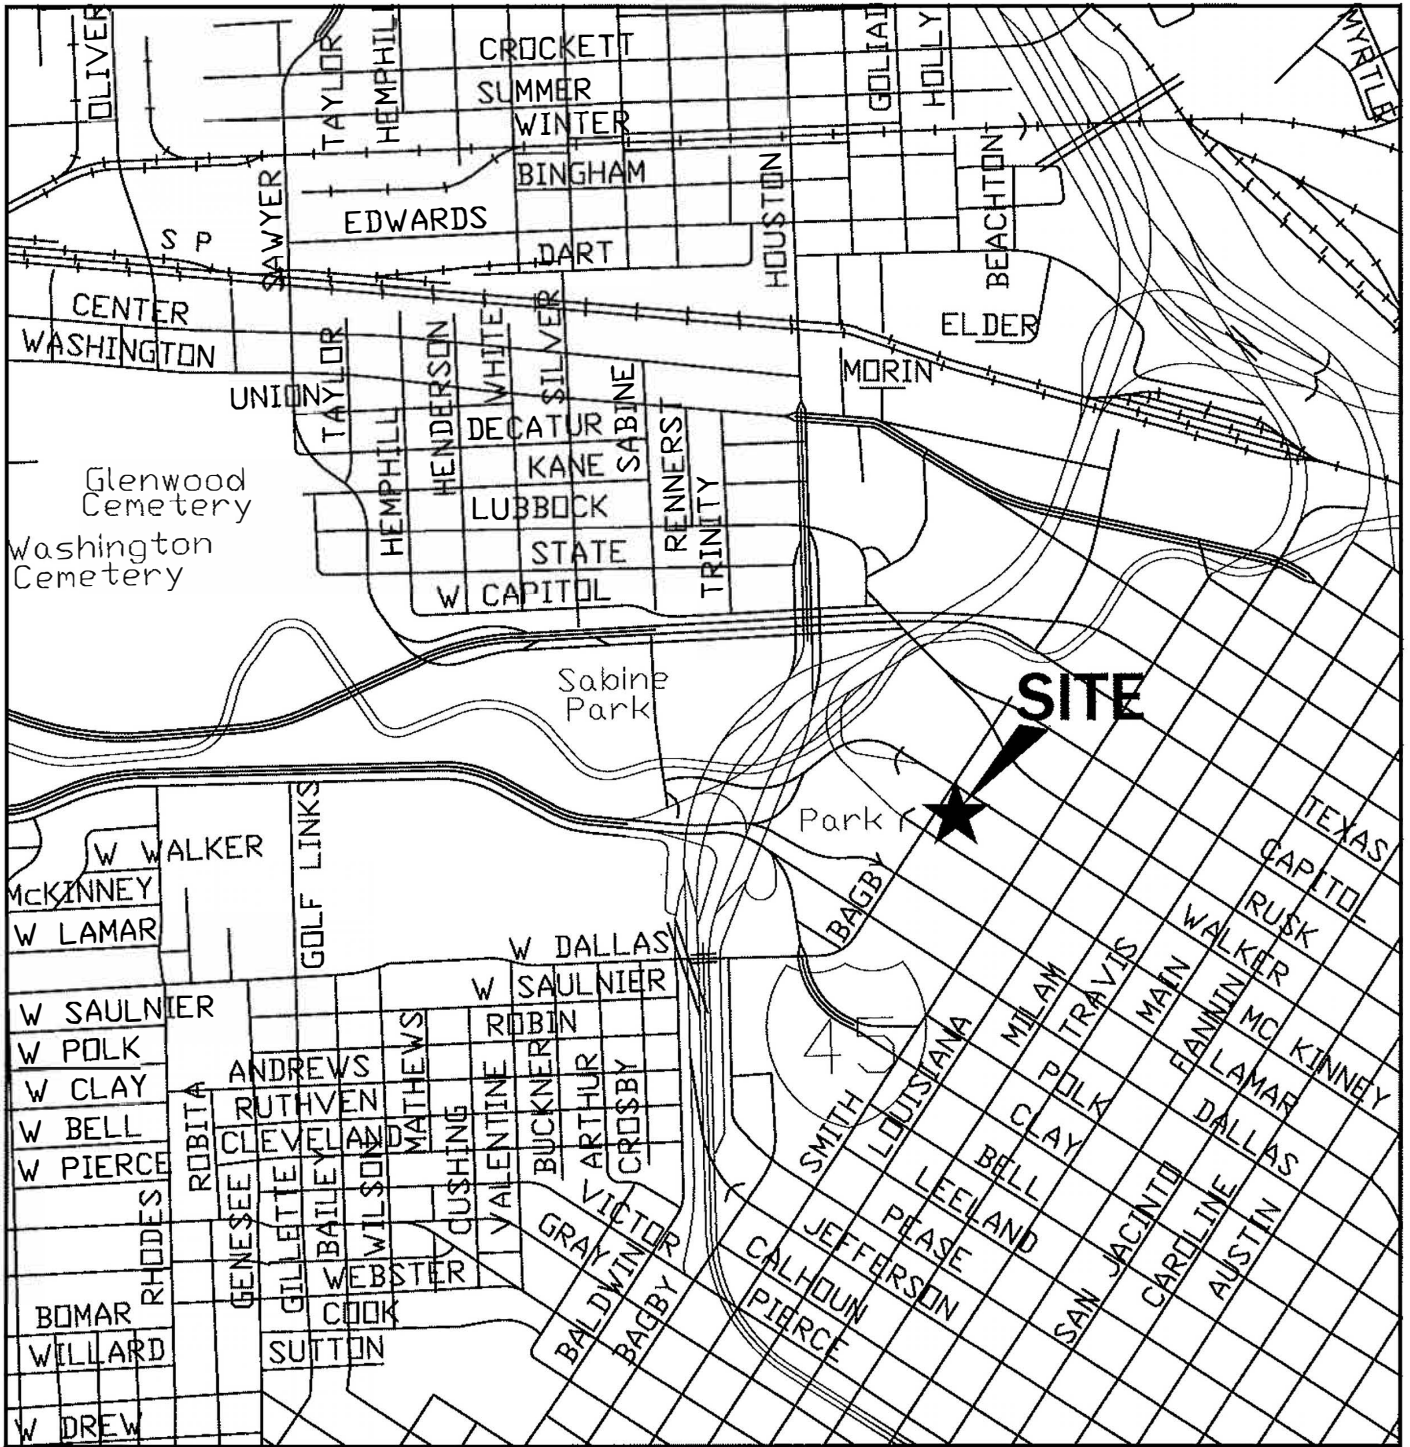 OLIVER
TAYLOR
HEMPHIL
CROCKETT
SUMMER
WINTER
BINGHAM
GOLIAD
HOLLY
MYRTLE
SAWYER
EDWARDS
DART
HOUSTON
BEACHTON
S P
CENTER
WASHINGTON
UNION
TAYLOR
HEMPHILL
HENDERSON
WHITE
SILVER
SABINE
ELDER
MORIN
DECATUR
KANE
LUBBOCK
STATE
W CAPITOL
RENNERST
TRINITY
Glenwood
Cemetery
Washington
Cemetery
Sabine
Park
SITE
Park
W WALKER
McKINNEY
W LAMAR
GOLF LINKS
BAGBY
TEXAS
CAPITOL
RUSK
WALKER
MC KINNEY
LAMAR
DALLAS
W DALLAS
W SAULNIER
W SAULNIER
ROBIN
W POLK
W CLAY
W BELL
W PIERCE
ANDREWS
RUTHVEN
CLEVELAND
MATHEWS
ROBITA
RHODES
GENESEE
GILLETTE
BAILEY
WILSON
CUSHING
VALENTINE
BUCKNER
ARTHUR
CROSBY
45
SMITH
LOUISIANA
MILAM
TRAVIS
MAIN
FANNIN
POLK
CLAY
BELL
LEELAND
PEASE
JEFFERSON
CALHOUN
PIERCE
SAN JACINTO
CAROLINE
AUSTIN
VICTOR
GRAY
BALDWIN
BAGBY
WEBSTER
COOK
SUTTON
BOMAR
WILLARD
W DREW